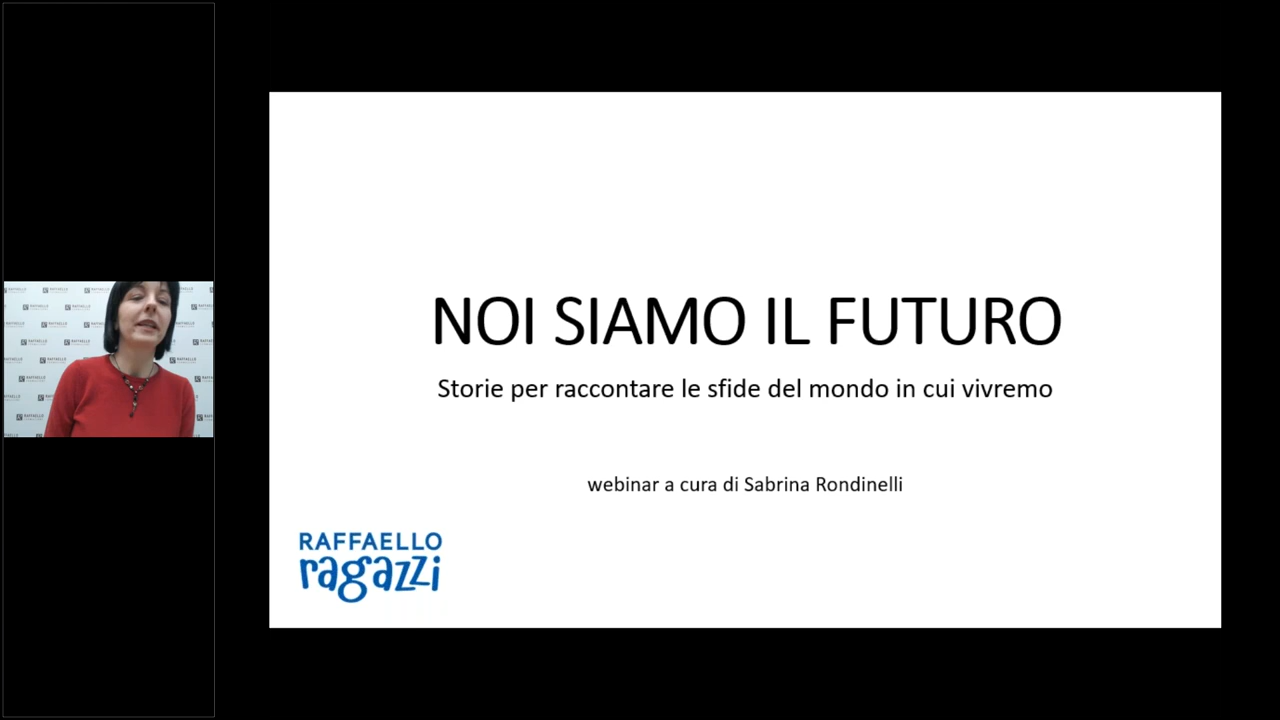 NOI SIAMO IL FUTURO
Storie per raccontare le sfide del mondo in cui vivremo
webinar a cura di Sabrina Rondinelli
RAFFAELLO
ragazzi